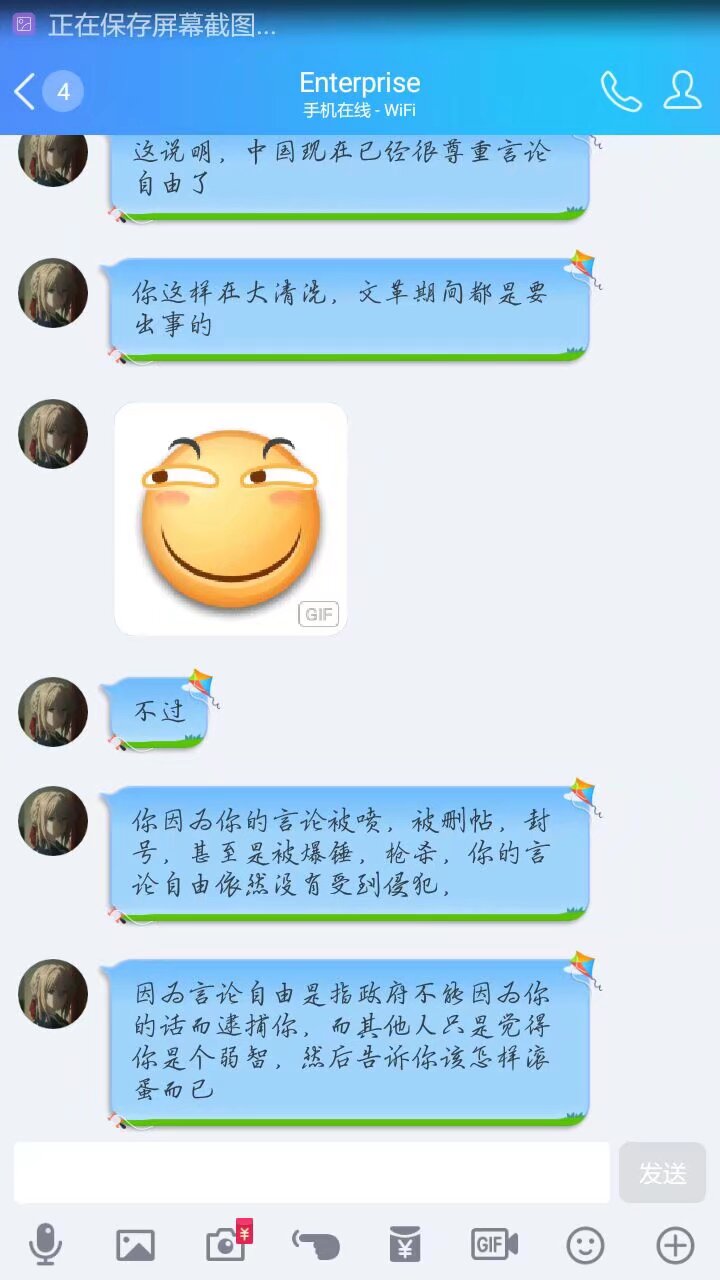 正在保存屏幕截图...
4
Enterprise
手机在线 - WiFi
这说明，中国现在已经很尊重言论
自由了
你这样在大清洗，文革期间都是要
出事的
GIF
不过
你因为你的言论被喷，被删帖，封
号，甚至是被爆锤，枪杀，你的言
论自由依然没有受到侵犯，
因为言论自由是指政府不能因为你
的话而逮捕你，而其他人只是觉得
你是个弱智，然后告诉你该怎样滚
蛋而已
发送
¥
¥
GIF